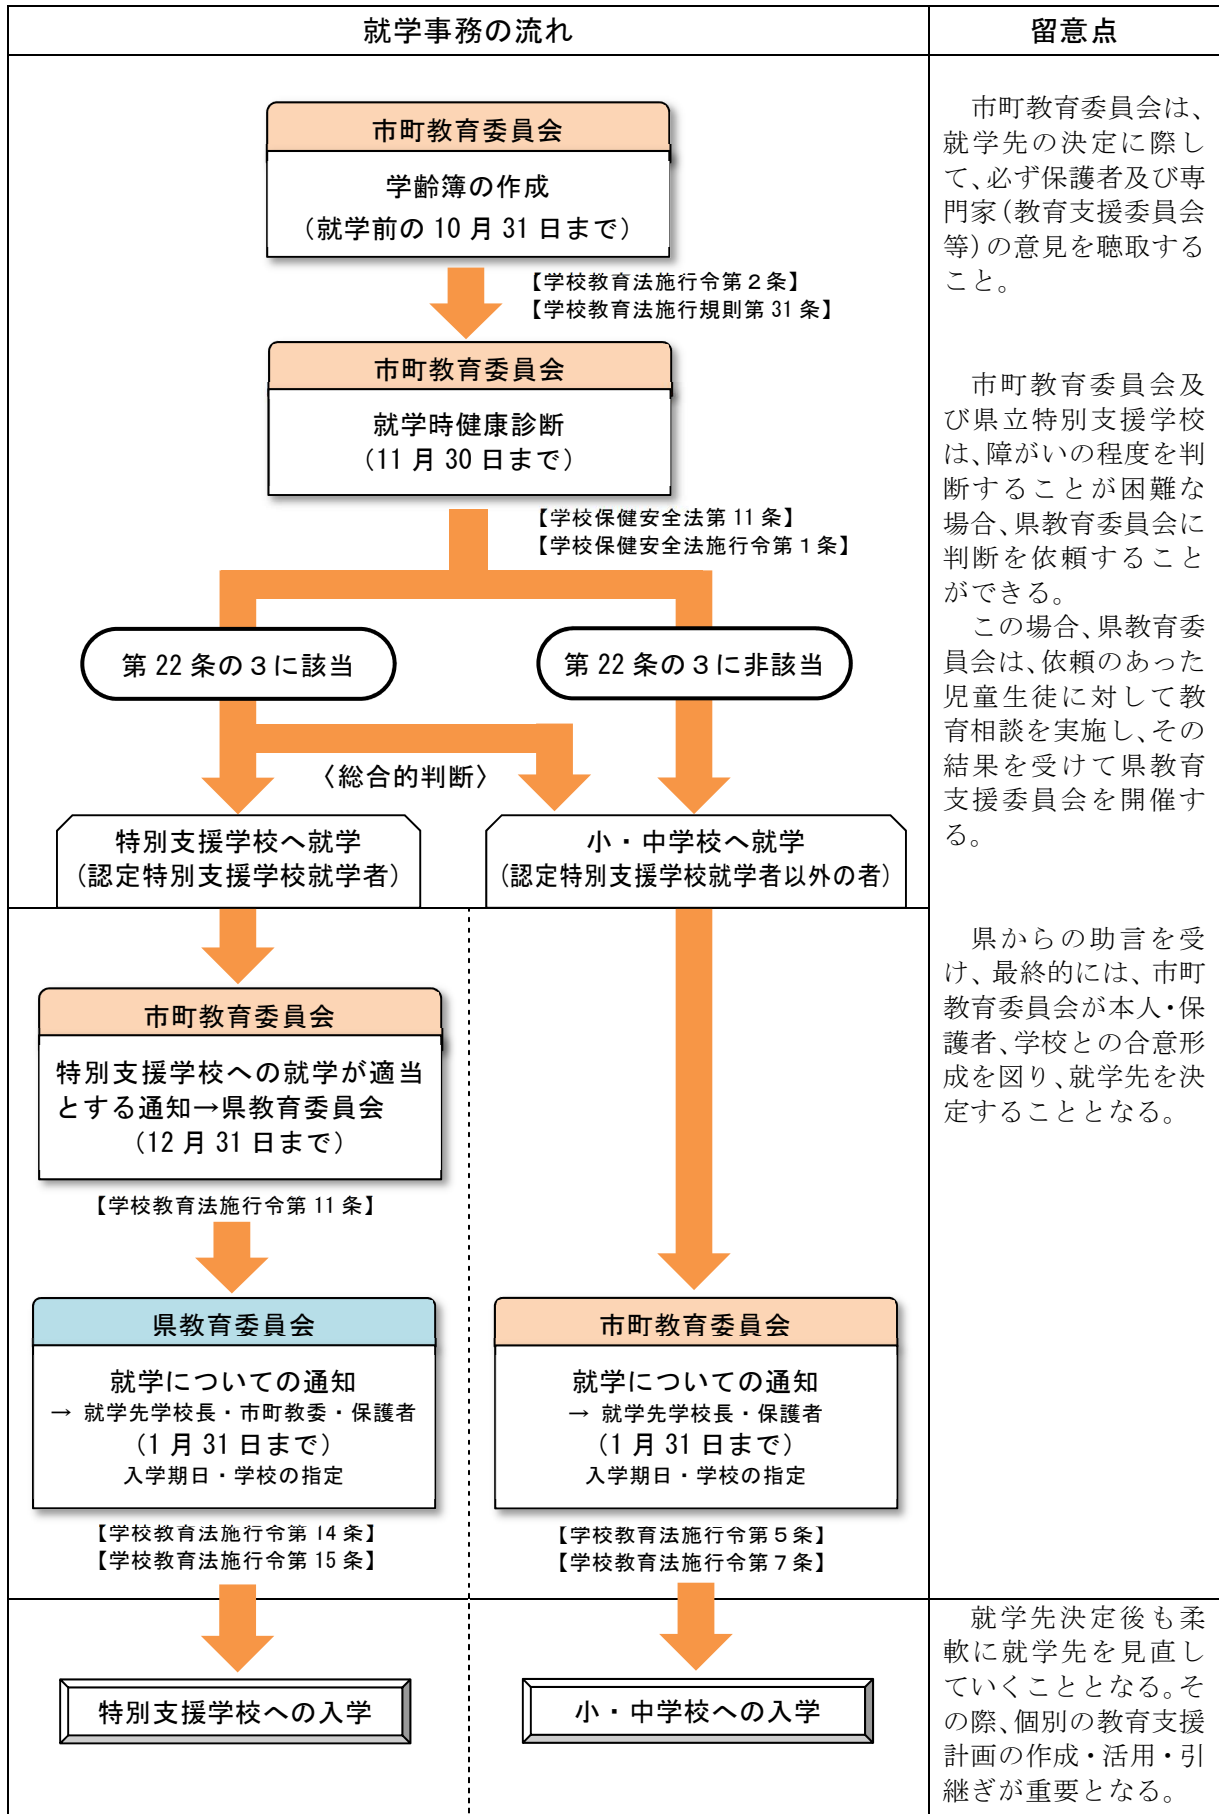 就学事務の流れ
留意点
市町教育委員会
学齢簿の作成
(就学前の 10 月 31 日まで)
【学校教育法施行令第２条】
【学校教育法施行規則第 31 条】
市町教育委員会
就学時健康診断
(11 月 30 日まで)
【学校保健安全法第 11 条】
【学校保健安全法施行令第１条】
第 22 条の３に該当
第 22 条の３に非該当
〈総合的判断〉
特別支援学校へ就学
(認定特別支援学校就学者)
小・中学校へ就学
(認定特別支援学校就学者以外の者)
市町教育委員会
特別支援学校への就学が適当
とする通知→県教育委員会
(12 月 31 日まで)
【学校教育法施行令第 11 条】
県教育委員会
就学についての通知
→ 就学先学校長・市町教委・保護者
(1 月 31 日まで)
入学期日・学校の指定
【学校教育法施行令第 14 条】
【学校教育法施行令第 15 条】
市町教育委員会
就学についての通知
→ 就学先学校長・保護者
(1 月 31 日まで)
入学期日・学校の指定
【学校教育法施行令第５条】
【学校教育法施行令第７条】
特別支援学校への入学
小・中学校への入学
市町教育委員会は、
就学先の決定に際し
て、必ず保護者及び専
門家(教育支援委員会
等)の意見を聴取する
こと。
市町教育委員会及
び県立特別支援学校
は、障がいの程度を判
断することが困難な
場合、県教育委員会に
判断を依頼すること
ができる。
この場合、県教育委
員会は、依頼のあった
児童生徒に対して教
育相談を実施し、その
結果を受けて県教育
支援委員会を開催す
る。
県からの助言を受
け、最終的には、市町
教育委員会が本人・保
護者、学校との合意形
成を図り、就学先を決
定することとなる。
就学先決定後も柔
軟に就学先を見直し
ていくこととなる。そ
の際、個別の教育支援
計画の作成・活用・引
継ぎが重要となる。